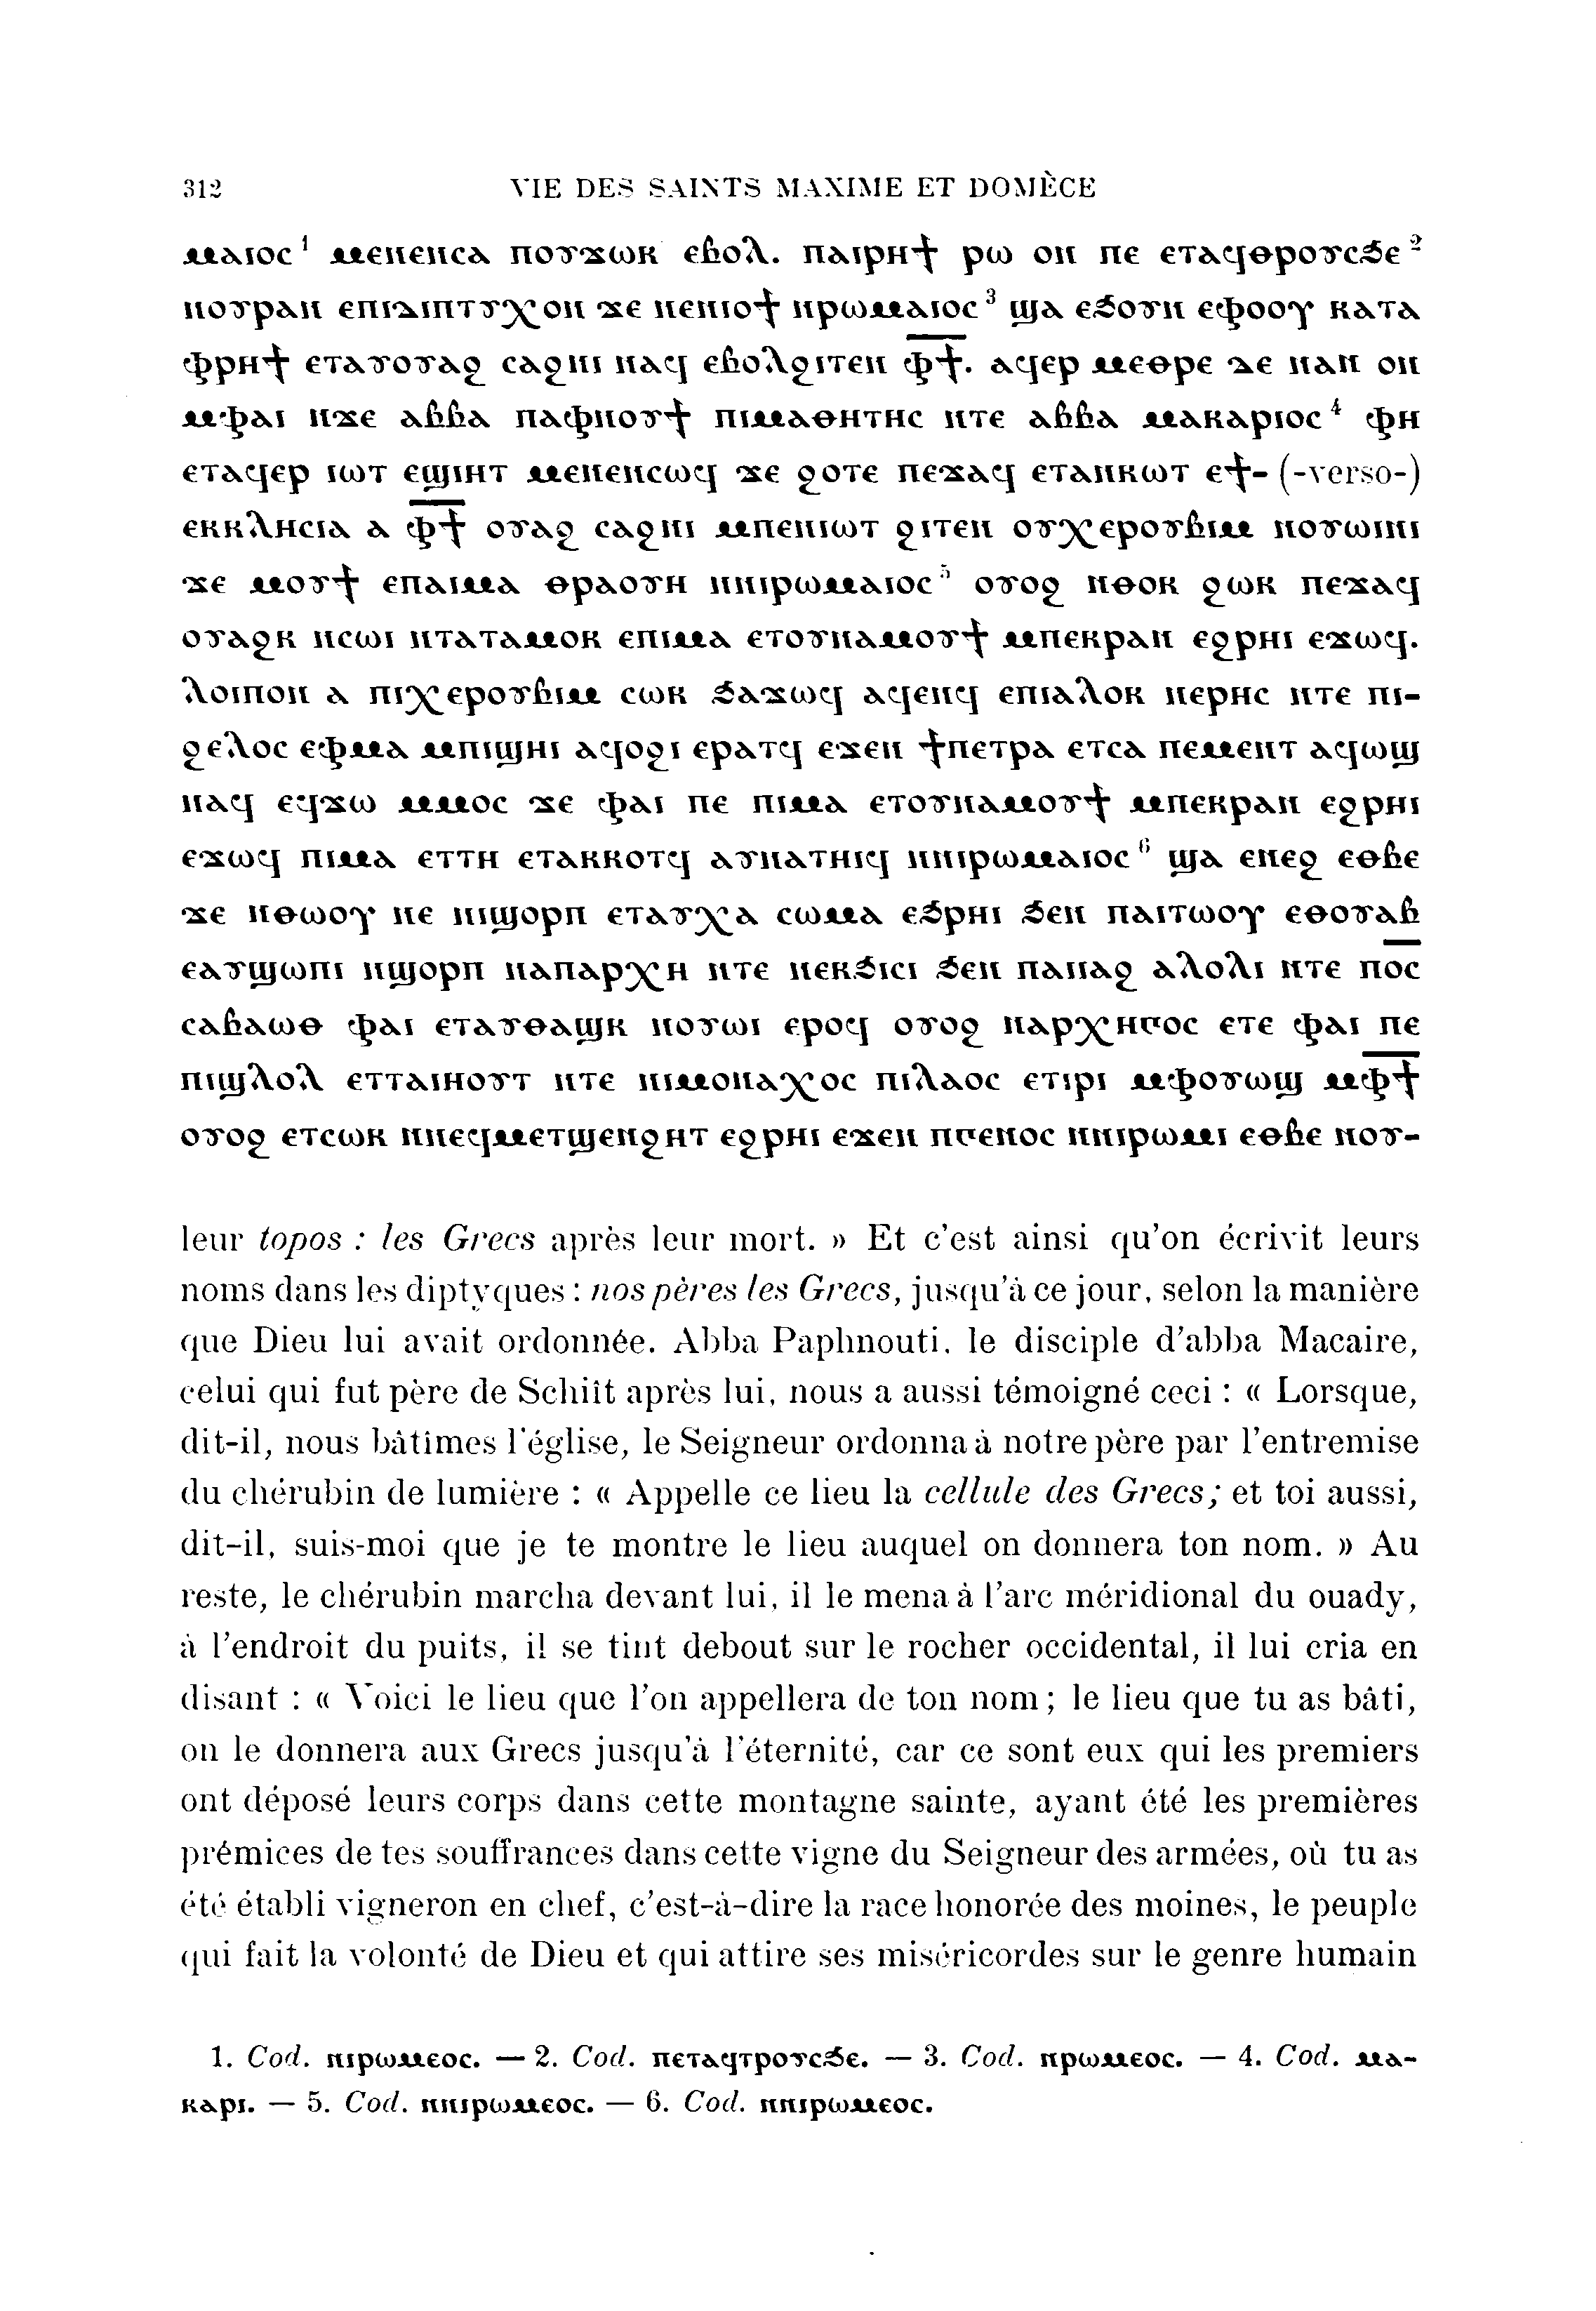 312 VIE DES SAINTS MAXIME ET DOMÈCE
ⲙⲁⲓⲟⲥ¹ ⲙⲉⲛⲉⲛⲥⲁ ⲡⲟⲩϫⲱⲕ ⲉⲃⲟⲗ. ⲡⲁⲓⲣⲏϯ ⲣⲱ ⲟⲛ ⲡⲉ ⲉⲧⲁϥⲑⲣⲟⲩⲥϧⲉ²
ⲛⲟⲩⲣⲁⲛ ⲉⲡⲓⲇⲓⲡⲧⲩⲭⲟⲛ ϫⲉ ⲛⲉⲛⲓⲟϯ ⲛⲣⲱⲙⲁⲓⲟⲥ³ ϣⲁ ⲉϧⲟⲩⲛ ⲉⲫⲟⲟⲩ ⲕⲁⲧⲁ
ⲫⲣⲏϯ ⲉⲧⲁⲩⲟⲩⲁϩ ⲥⲁϩⲛⲓ ⲛⲁϥ ⲉⲃⲟⲗϩⲓⲧⲉⲛ ⲫ̅ϯ̅. ⲁϥⲉⲣ ⲙⲉⲑⲣⲉ ⲇⲉ ⲛⲁⲛ ⲟⲛ
ⲙⲫⲁⲓ ⲛϫⲉ ⲁⲃⲃⲁ ⲡⲁⲫⲛⲟⲩϯ ⲡⲓⲙⲁⲑⲏⲧⲏⲥ ⲛⲧⲉ ⲁⲃⲃⲁ ⲙⲁⲕⲁⲣⲓⲟⲥ⁴ ⲫⲏ
ⲉⲧⲁϥⲉⲣ ⲓⲱⲧ ⲉϣⲓⲏⲧ ⲙⲉⲛⲉⲛⲥⲱϥ ϫⲉ ϩⲟⲧⲉ ⲡⲉϫⲁϥ ⲉⲧⲁⲛⲕⲱⲧ ⲉϯ- (-verso-)
ⲉⲕⲕⲗⲏⲥⲓⲁ ⲁ ⲫ̅ϯ̅ ⲟⲩⲁϩ ⲥⲁϩⲛⲓ ⲙⲡⲉⲛⲓⲱⲧ ϩⲓⲧⲉⲛ ⲟⲩⲭⲉⲣⲟⲩⲃⲓⲙ ⲛⲟⲩⲱⲓⲛⲓ
ϫⲉ ⲙⲟⲩϯ ⲉⲡⲁⲓⲙⲁ ⲑⲣⲁⲟⲩⲏ ⲛⲛⲓⲣⲱⲙⲁⲓⲟⲥ⁵ ⲟⲩⲟϩ ⲛⲑⲟⲕ ϩⲱⲕ ⲡⲉϫⲁϥ
ⲟⲩⲁϩⲕ ⲛⲥⲱⲓ ⲛⲧⲁⲧⲁⲙⲟⲕ ⲉⲡⲓⲙⲁ ⲉⲧⲟⲩⲛⲁⲙⲟⲩϯ ⲙⲡⲉⲕⲣⲁⲛ ⲉϩⲣⲏⲓ ⲉϫⲱϥ.
ⲗⲟⲓⲡⲟⲛ ⲁ ⲡⲓⲭⲉⲣⲟⲩⲃⲓⲙ ⲥⲱⲕ ϧⲁϫⲱϥ ⲁϥⲉⲛϥ ⲉⲡⲓⲁⲗⲟⲕ ⲛⲉⲣⲏⲥ ⲛⲧⲉ ⲡⲓ-
ϩⲉⲗⲟⲥ ⲉⲫⲙⲁ ⲙⲡⲓϣⲏⲓ ⲁϥⲟϩⲓ ⲉⲣⲁⲧϥ ⲉϫⲉⲛ ϯⲡⲉⲧⲣⲁ ⲉⲧⲥⲁ ⲡⲉⲙⲉⲛⲧ ⲁϥⲱϣ
ⲛⲁϥ ⲉϥϫⲱ ⲙⲙⲟⲥ ϫⲉ ⲫⲁⲓ ⲡⲉ ⲡⲓⲙⲁ ⲉⲧⲟⲩⲛⲁⲙⲟⲩϯ ⲙⲡⲉⲕⲣⲁⲛ ⲉϩⲣⲏⲓ
ⲉϫⲱϥ ⲡⲓⲙⲁ ⲉⲧⲧⲏ ⲉⲧⲁⲕⲕⲟⲧϥ ⲁⲩⲛⲁⲧⲏⲓϥ ⲛⲛⲓⲣⲱⲙⲁⲓⲟⲥ⁶ ϣⲁ ⲉⲛⲉϩ ⲉⲑⲃⲉ
ϫⲉ ⲛⲑⲱⲟⲩ ⲛⲉ ⲛⲓϣⲟⲣⲡ ⲉⲧⲁⲩⲭⲁ ⲥⲱⲙⲁ ⲉϧⲣⲏⲓ ϧⲉⲛ ⲡⲁⲓⲧⲱⲟⲩ ⲉⲑⲟⲩⲁⲃ
ⲉⲁⲩϣⲱⲡⲓ ⲛϣⲟⲣⲡ ⲛⲁⲡⲁⲣⲭⲏ ⲛⲧⲉ ⲛⲉⲕϧⲓⲥⲓ ϧⲉⲛ ⲡⲁⲓⲁϩ ⲁⲗⲟⲗⲓ ⲛⲧⲉ ⲡⲟ̅ⲥ̅
ⲥⲁⲃⲁⲱⲑ ⲫⲁⲓ ⲉⲧⲁⲩⲑⲁϣⲕ ⲛⲟⲩⲱⲓ ⲉⲣⲟϥ ⲟⲩⲟϩ ⲛⲁⲣⲭⲏⲅⲟⲥ ⲉⲧⲉ ⲫⲁⲓ ⲡⲉ
ⲡⲓϣⲗⲟⲗ ⲉⲧⲧⲁⲓⲏⲟⲩⲧ ⲛⲧⲉ ⲛⲓⲙⲟⲛⲁⲭⲟⲥ ⲡⲓⲗⲁⲟⲥ ⲉⲧⲓⲣⲓ ⲙⲫⲟⲩⲱϣ ⲙⲫ̅ϯ̅
ⲟⲩⲟϩ ⲉⲧⲥⲱⲕ ⲛⲛⲉϥⲙⲉⲧϣⲉⲛϩⲏⲧ ⲉϩⲣⲏⲓ ⲉϫⲉⲛ ⲡⲅⲉⲛⲟⲥ ⲛⲛⲓⲣⲱⲙⲓ ⲉⲑⲃⲉ ⲛⲟⲩ-
leur topos : les Grecs après leur mort. » Et c'est ainsi qu'on écrivit leurs
noms dans les diptyques : nos pères les Grecs, jusqu'à ce jour, selon la manière
que Dieu lui avait ordonnée. Abba Paphnouti, le disciple d'abba Macaire,
celui qui fut père de Schiît après lui, nous a aussi témoigné ceci : « Lorsque,
dit-il, nous bâtimes l'église, le Seigneur ordonna à notre père par l'entremise
du chérubin de lumière : « Appelle ce lieu la cellule des Grecs; et toi aussi,
dit-il, suis-moi que je te montre le lieu auquel on donnera ton nom. » Au
reste, le chérubin marcha devant lui, il le mena à l'arc méridional du ouady,
à l'endroit du puits, il se tint debout sur le rocher occidental, il lui cria en
disant : « Voici le lieu que l'on appellera de ton nom; le lieu que tu as bâti,
on le donnera aux Grecs jusqu'à l'éternité, car ce sont eux qui les premiers
ont déposé leurs corps dans cette montagne sainte, ayant été les premières
prémices de tes souffrances dans cette vigne du Seigneur des armées, où tu as
été établi vigneron en chef, c'est-à-dire la race honorée des moines, le peuple
qui fait la volonté de Dieu et qui attire ses miséricordes sur le genre humain
1. Cod. ⲛⲓⲣⲱⲙⲉⲟⲥ. — 2. Cod. ⲡⲉⲧⲁϥⲧⲣⲟⲩⲥϧⲉ. — 3. Cod. ⲛⲣⲱⲙⲉⲟⲥ. — 4. Cod. ⲙⲁ-
ⲕⲁⲣⲓ. — 5. Cod. ⲛⲛⲓⲣⲱⲙⲉⲟⲥ. — 6. Cod. ⲛⲛⲓⲣⲱⲙⲉⲟⲥ.